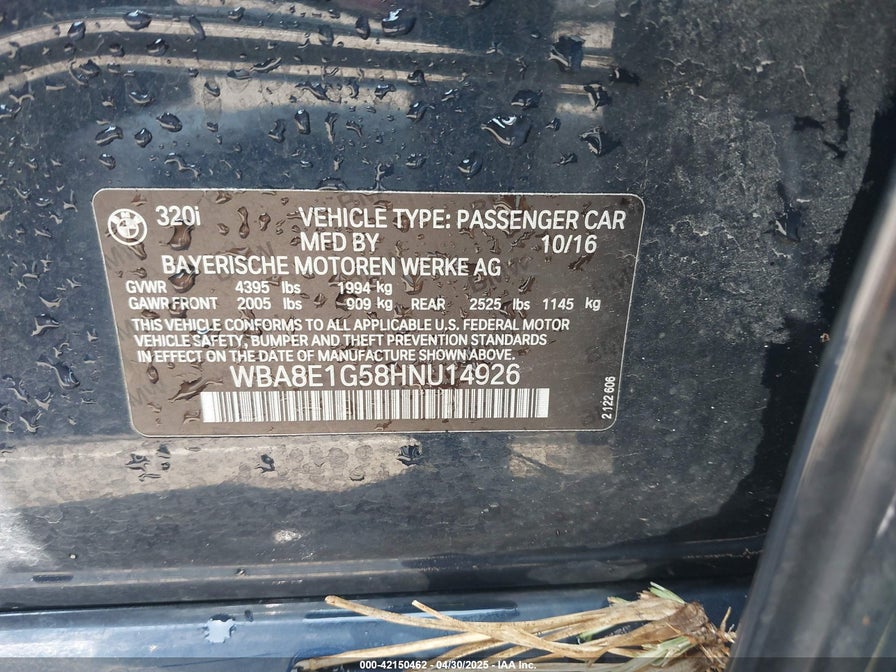 320i VEHICLE TYPE: PASSENGER CAR
MFD BY 10/16
BAYERISCHE MOTOREN WERKE AG
GVWR 4395 lbs 1994 kg
GAWR FRONT 2005 lbs 909 kg REAR 2525 lbs 1145 kg
THIS VEHICLE CONFORMS TO ALL APPLICABLE U.S. FEDERAL MOTOR
VEHICLE SAFETY, BUMPER AND THEFT PREVENTION STANDARDS
IN EFFECT ON THE DATE OF MANUFACTURE SHOWN ABOVE.
WBA8E1G58HNU14926
2 122 606
000-42150462 - 04/30/2025 - IAA Inc.